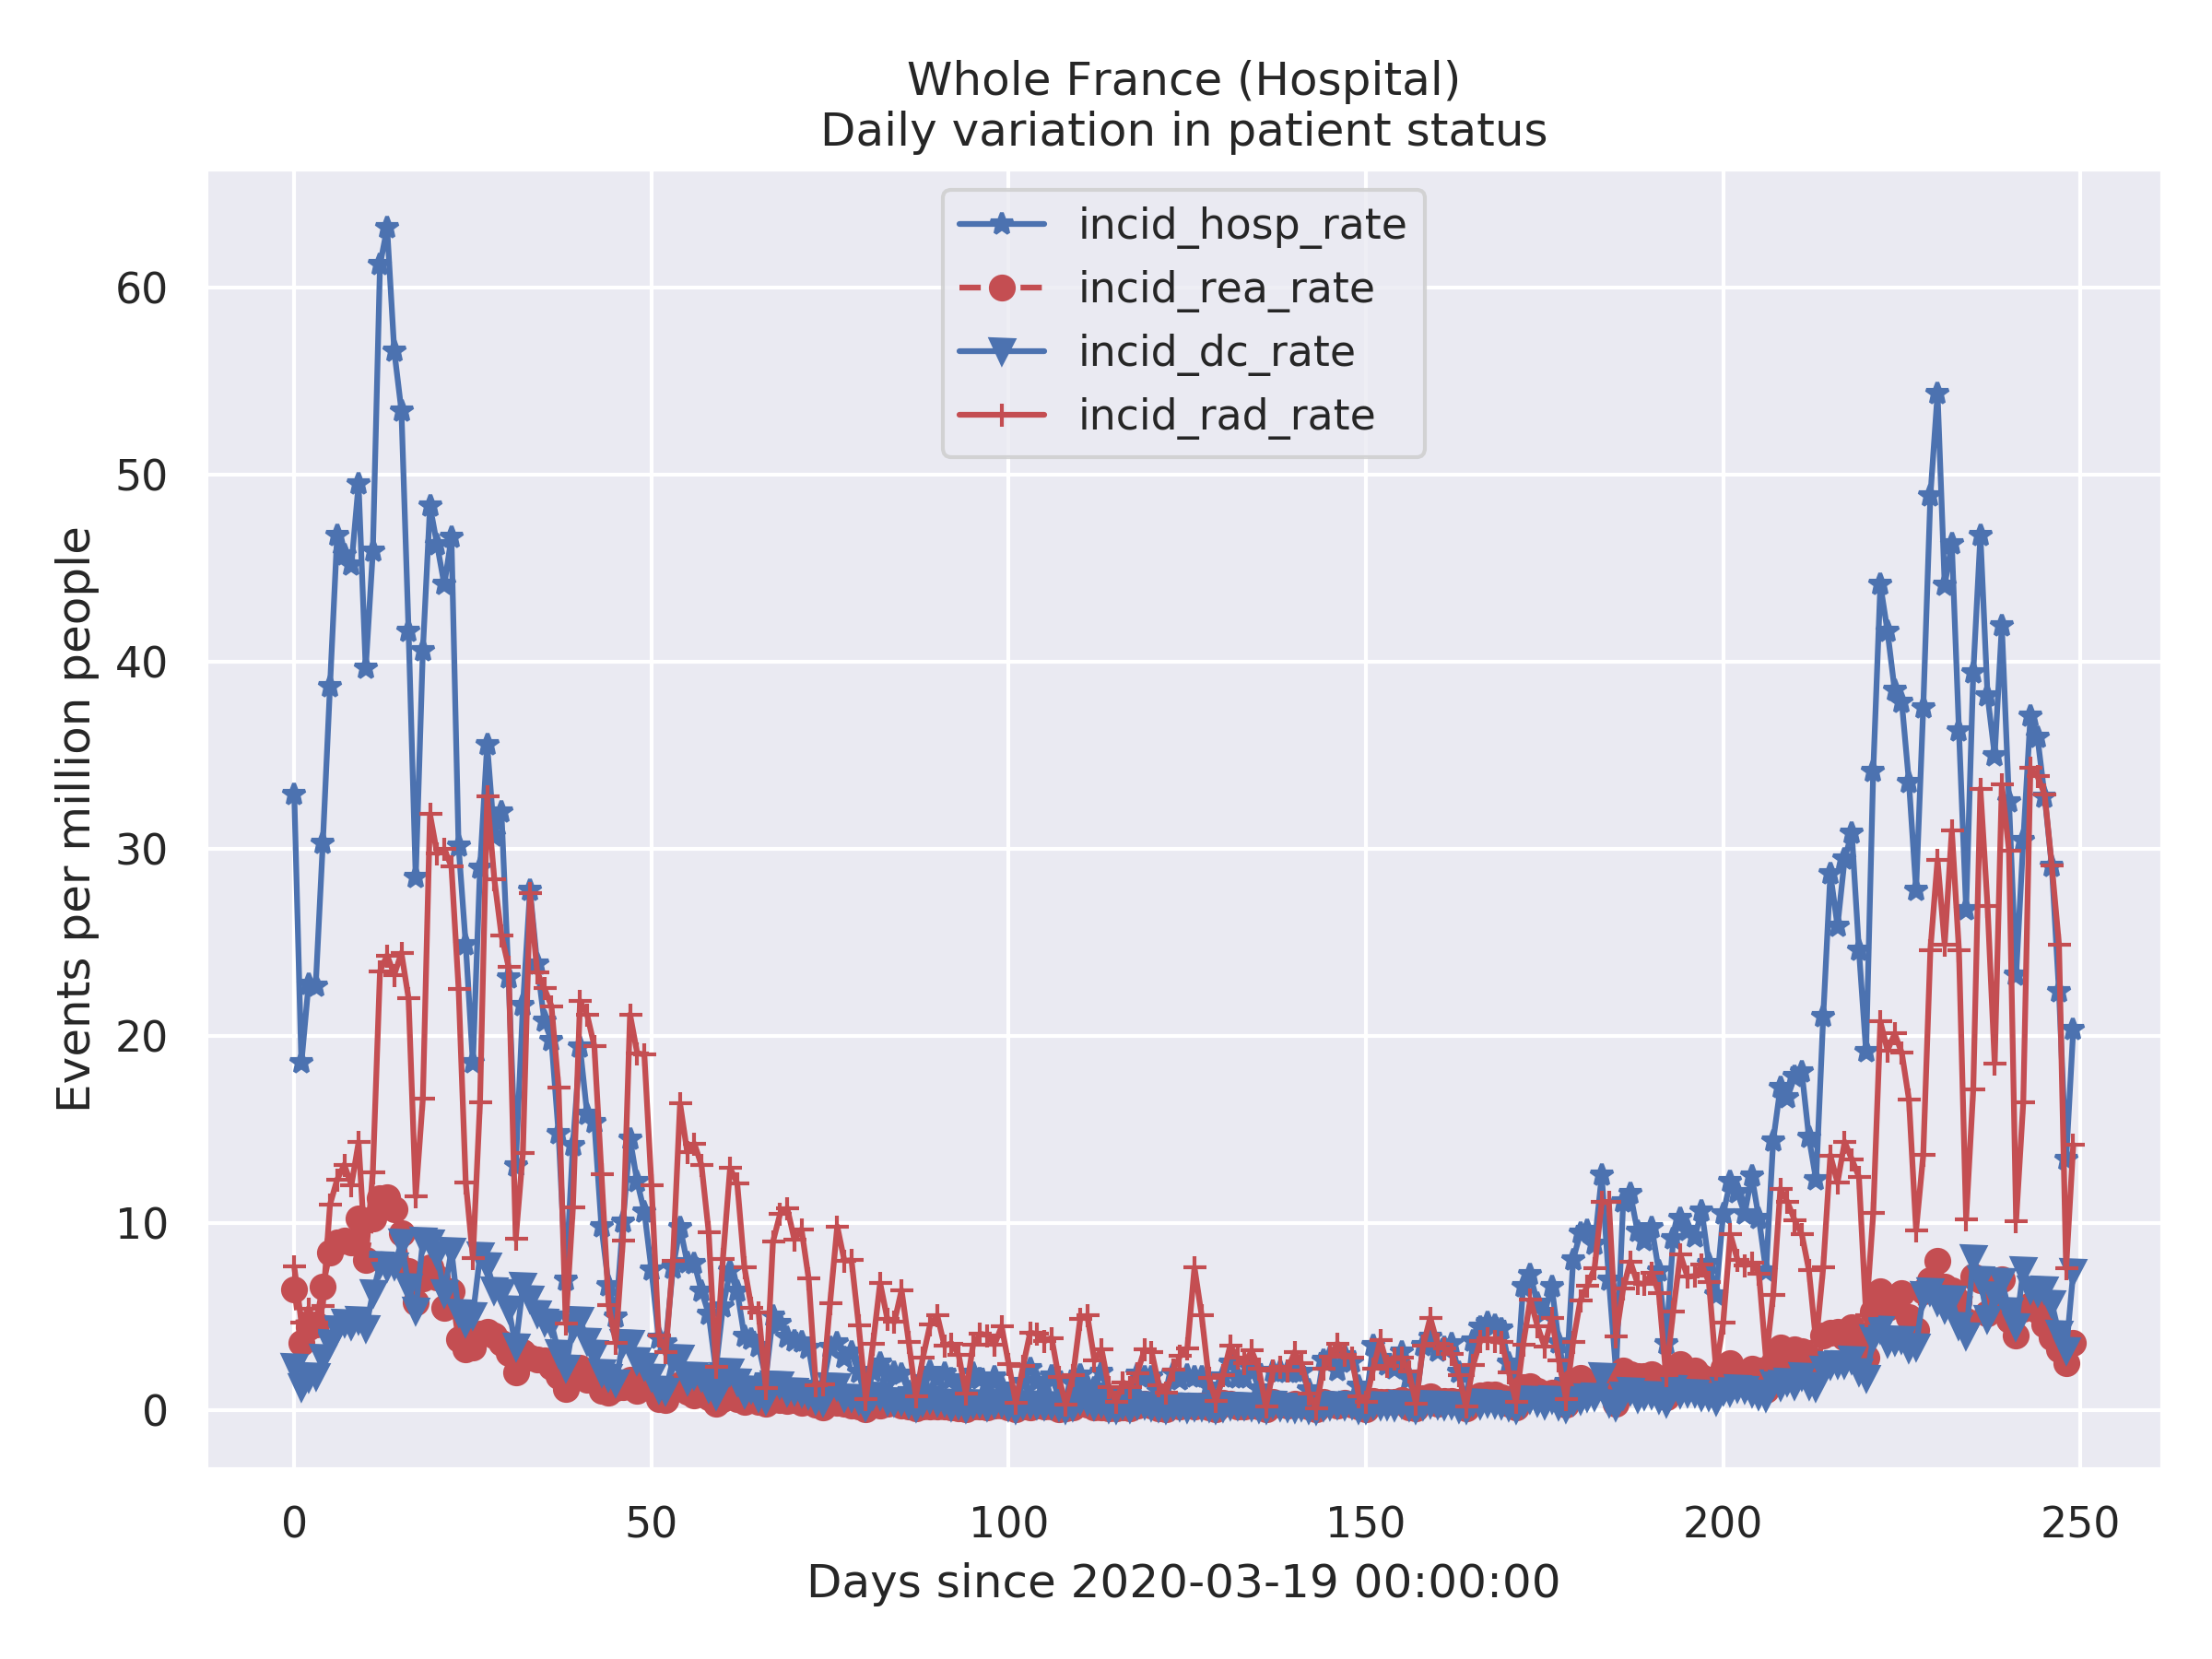 Whole France (Hospital)
Daily variation in patient status
incid_hosp_rate
incid_rea_rate
incid_dc_rate
incid_rad_rate
Events per million people
60
50
40
30
20
10
0
0 50 100 150 200 250
Days since 2020-03-19 00:00:00